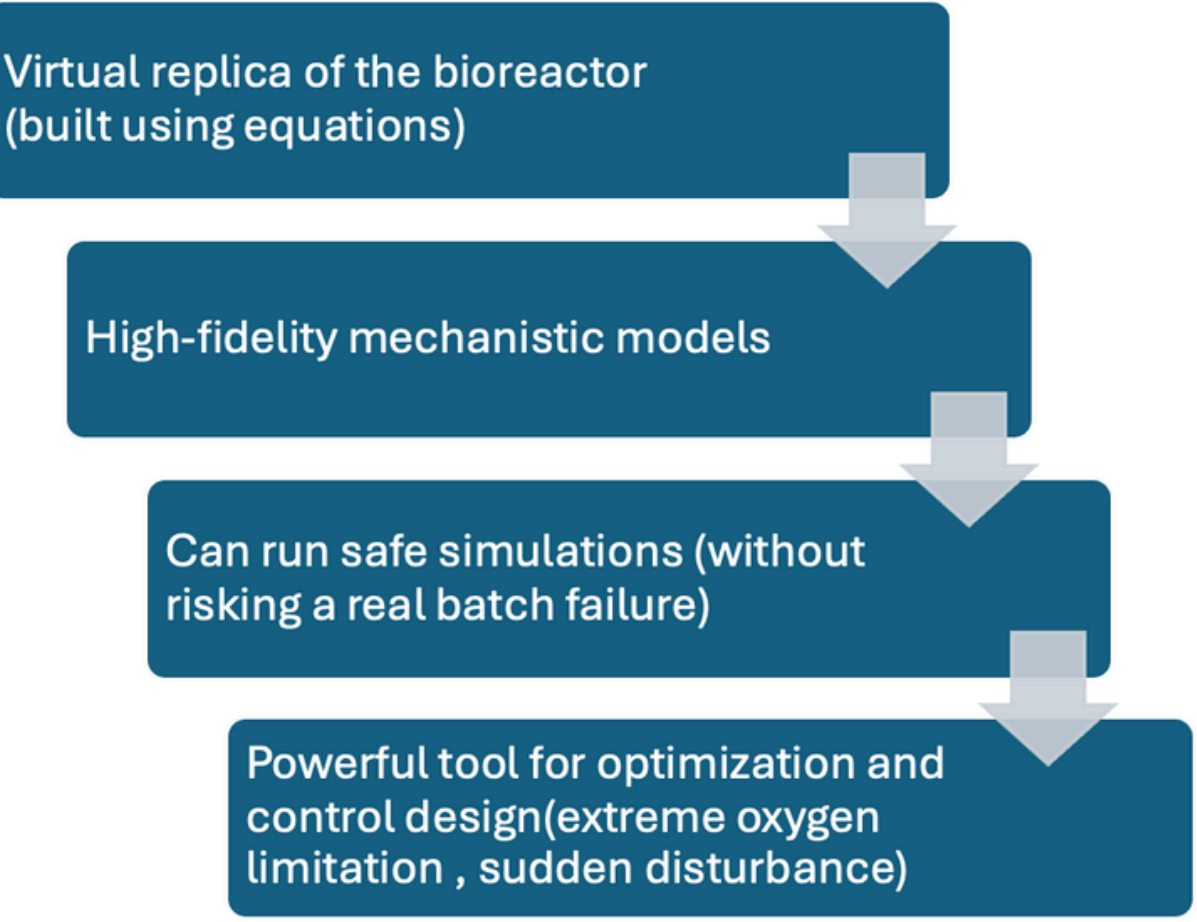 Virtual replica of the bioreactor
(built using equations)
High-fidelity mechanistic models
Can run safe simulations (without
risking a real batch failure)
Powerful tool for optimization and
control design(extreme oxygen
limitation , sudden disturbance)